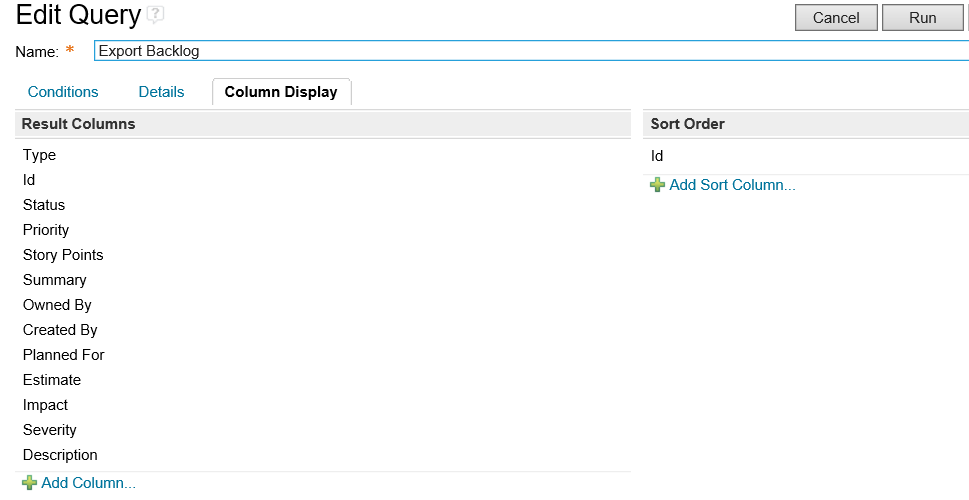 Edit Query ?
Cancel Run
Name: * Export Backlog
Conditions Details Column Display
Result Columns
Type
Id
Status
Priority
Story Points
Summary
Owned By
Created By
Planned For
Estimate
Impact
Severity
Description
Add Column...
Sort Order
Id
Add Sort Column...